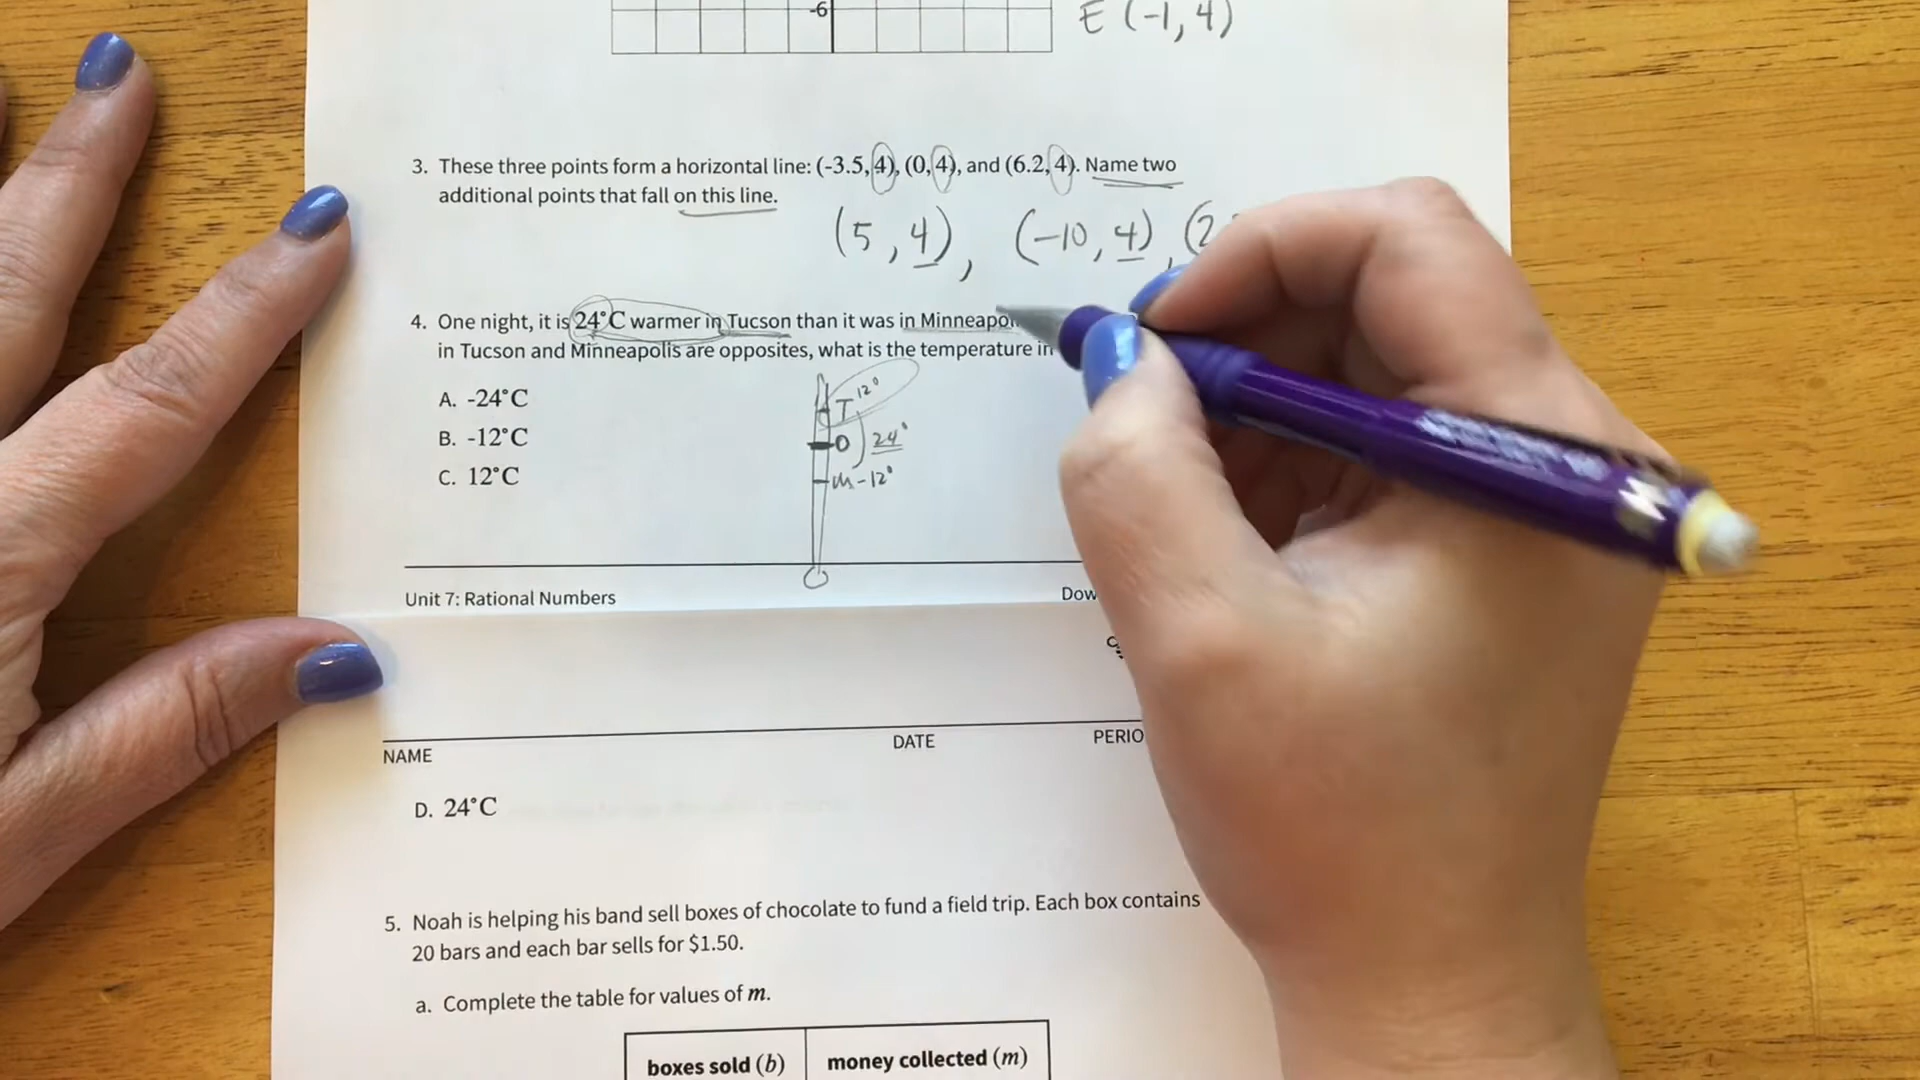 -6
E (-1, 4)
3. These three points form a horizontal line: (-3.5, 4), (0, 4), and (6.2, 4). Name two
additional points that fall on this line.
(5, 4), (-10, 4), (2
4. One night, it is 24°C warmer in Tucson than it was in Minneapol
in Tucson and Minneapolis are opposites, what is the temperature in
A. -24°C
B. -12°C
C. 12°C
T 12°
0
24°
M -12°
Unit 7: Rational Numbers
NAME
DATE
D. 24°C
5. Noah is helping his band sell boxes of chocolate to fund a field trip. Each box contains
20 bars and each bar sells for $1.50.
a. Complete the table for values of m.
boxes sold (b)
money collected (m)